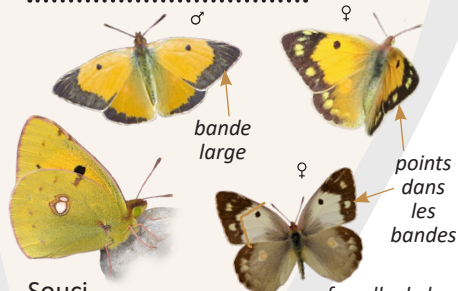 ♂
♀
bande
large
♀
points
dans
les
bandes
Souci